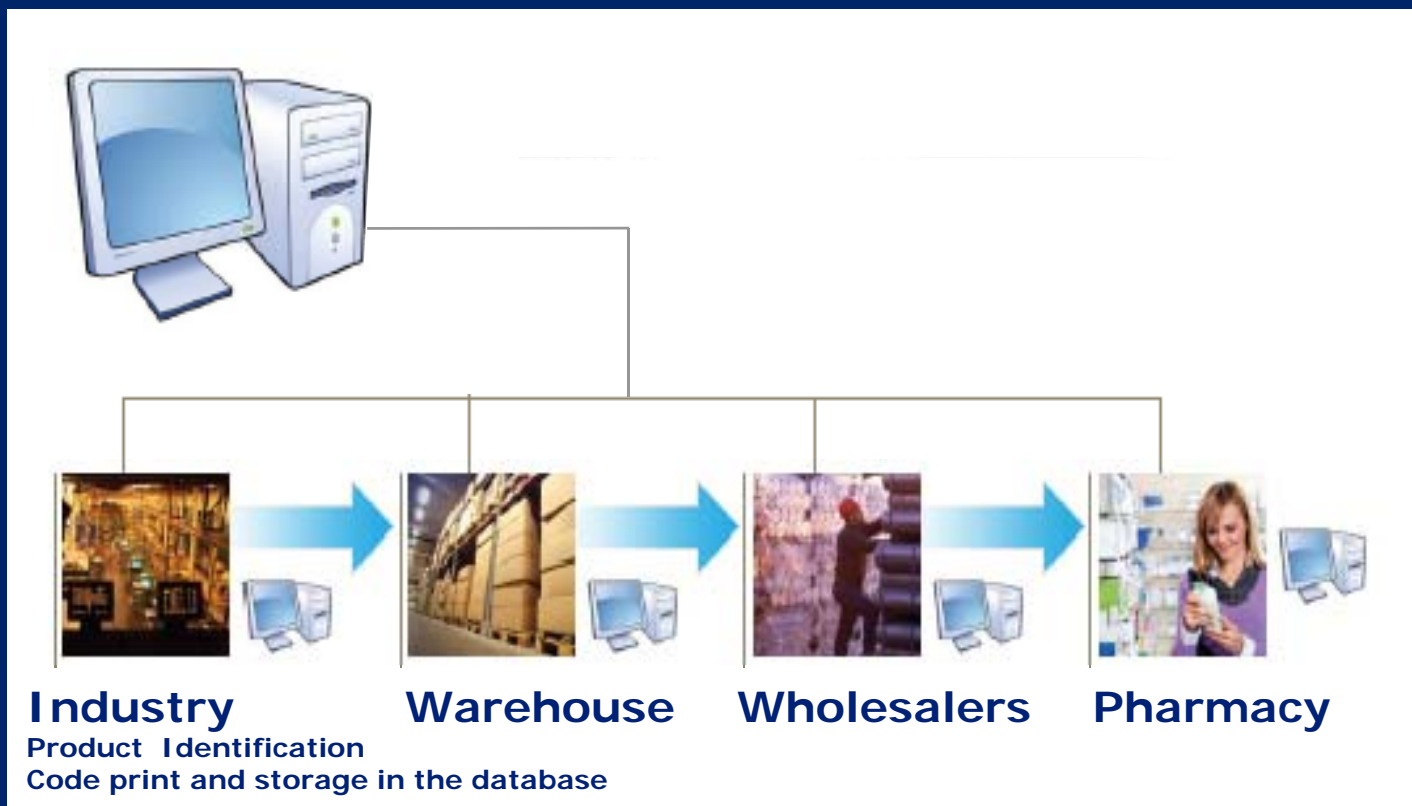 Industry
Warehouse
Wholesalers
Pharmacy
Product Identification
Code print and storage in the database